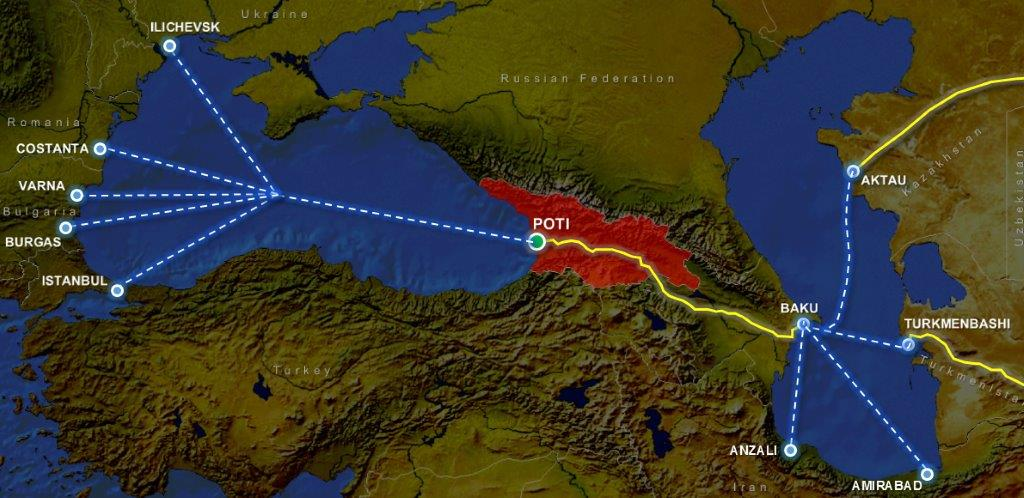 Ukraine
ILICHEVSK
Russian Federation
Romania
COSTANTA
Kazakhstan
Uzbekistan
AKTAU
VARNA
Bulgaria
POTI
BURGAS
ISTANBUL
BAKU
TURKMENBASHI
Turkey
Turkmenista
ANZALI
AMIRABAD
Iran